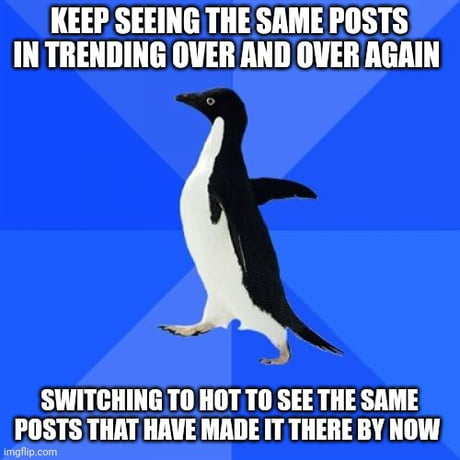 KEEP SEEING THE SAME POSTS
IN TRENDING OVER AND OVER AGAIN
SWITCHING TO HOT TO SEE THE SAME
POSTS THAT HAVE MADE IT THERE BY NOW
imgflip.com